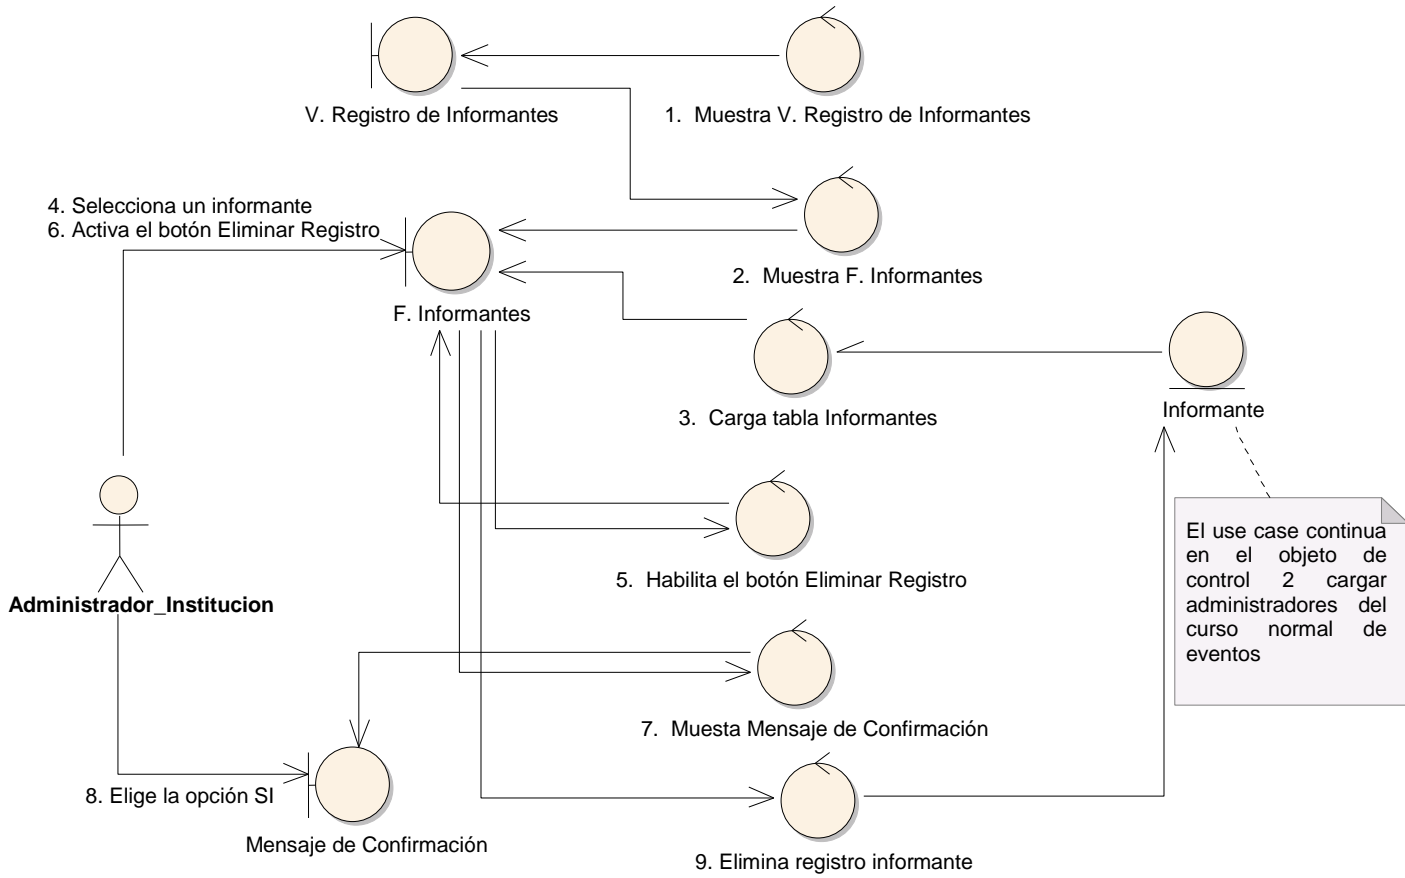 V. Registro de Informantes
1. Muestra V. Registro de Informantes
4. Selecciona un informante
6. Activa el botón Eliminar Registro
2. Muestra F. Informantes
F. Informantes
3. Carga tabla Informantes
Informante
El use case continua
en el objeto de
control 2 cargar
administradores del
curso normal de
eventos
5. Habilita el botón Eliminar Registro
Administrador_Institucion
7. Muesta Mensaje de Confirmación
8. Elige la opción SI
Mensaje de Confirmación
9. Elimina registro informante